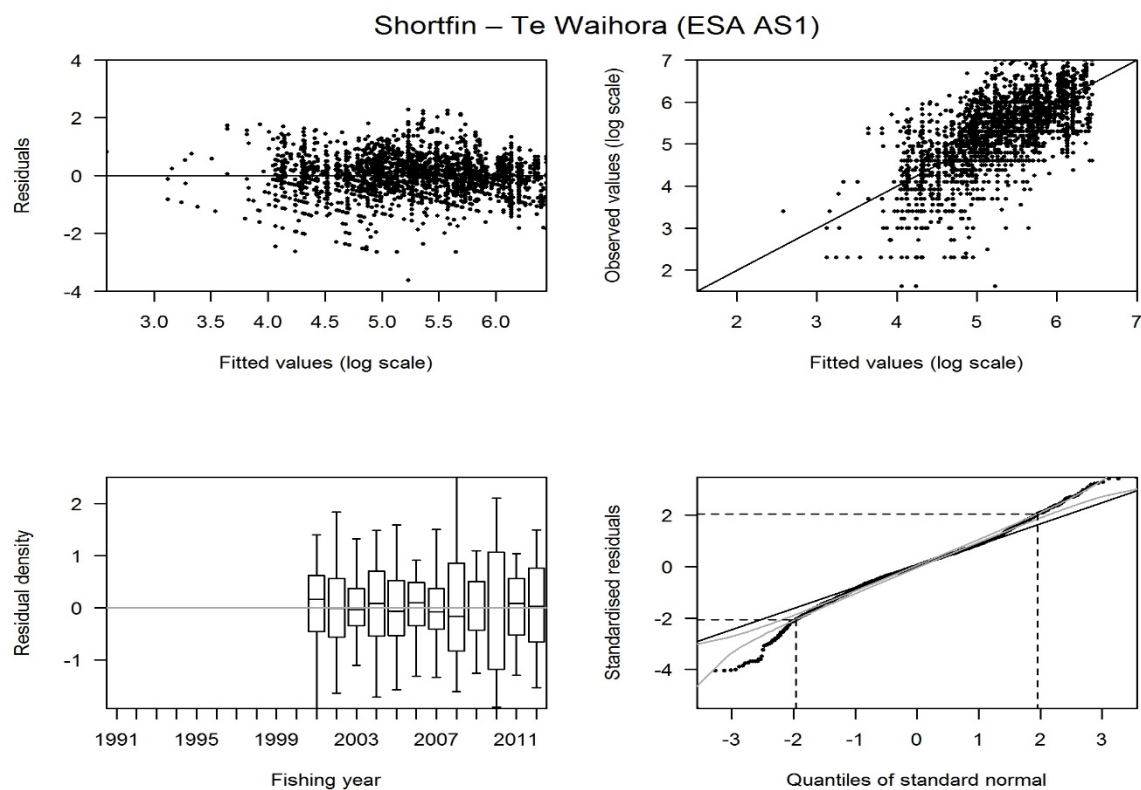 Shortfin – Te Waihora (ESA AS1)
4
2
0
-2
-4
Residuals
3.0 3.5 4.0 4.5 5.0 5.5 6.0
Fitted values (log scale)
7
6
5
4
3
2
Observed values (log scale)
2 3 4 5 6 7
Fitted values (log scale)
2
1
0
-1
Residual density
1991 1995 1999 2003 2007 2011
Fishing year
2
0
-2
-4
Standardised residuals
-3 -2 -1 0 1 2 3
Quantiles of standard normal